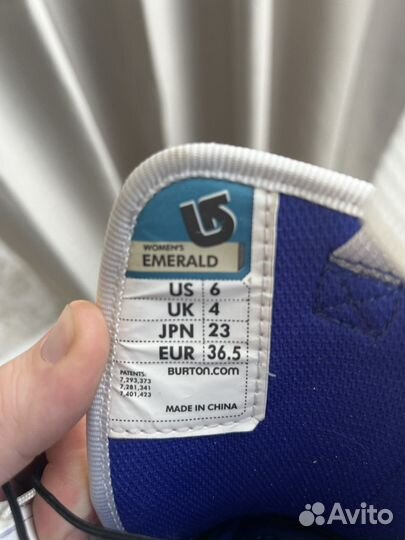 WOMEN'S
EMERALD
US 6
UK 4
JPN 23
EUR 36.5
PATENTS:
7,293,373
7,281,341
7,401,423
BURTON.COM
MADE IN CHINA
Avito